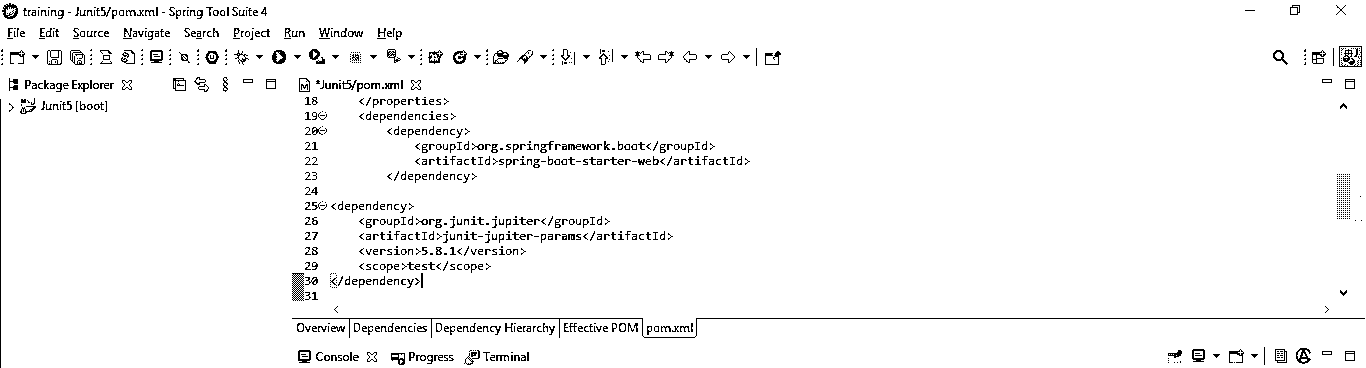 training - Junit5/pom.xml - Spring Tool Suite 4
File Edit Source Navigate Search Project Run Window Help
Package Explorer
Junit5 [boot]
*Junit5/pom.xml
18 </properties>
19 <dependencies>
20 <dependency>
21 <groupId>org.springframework.boot</groupId>
22 <artifactId>spring-boot-starter-web</artifactId>
23 </dependency>
24
25 <dependency>
26 <groupId>org.junit.jupiter</groupId>
27 <artifactId>junit-jupiter-params</artifactId>
28 <version>5.8.1</version>
29 <scope>test</scope>
30 </dependency>
31
Overview Dependencies Dependency Hierarchy Effective POM pom.xml
Console Progress Terminal